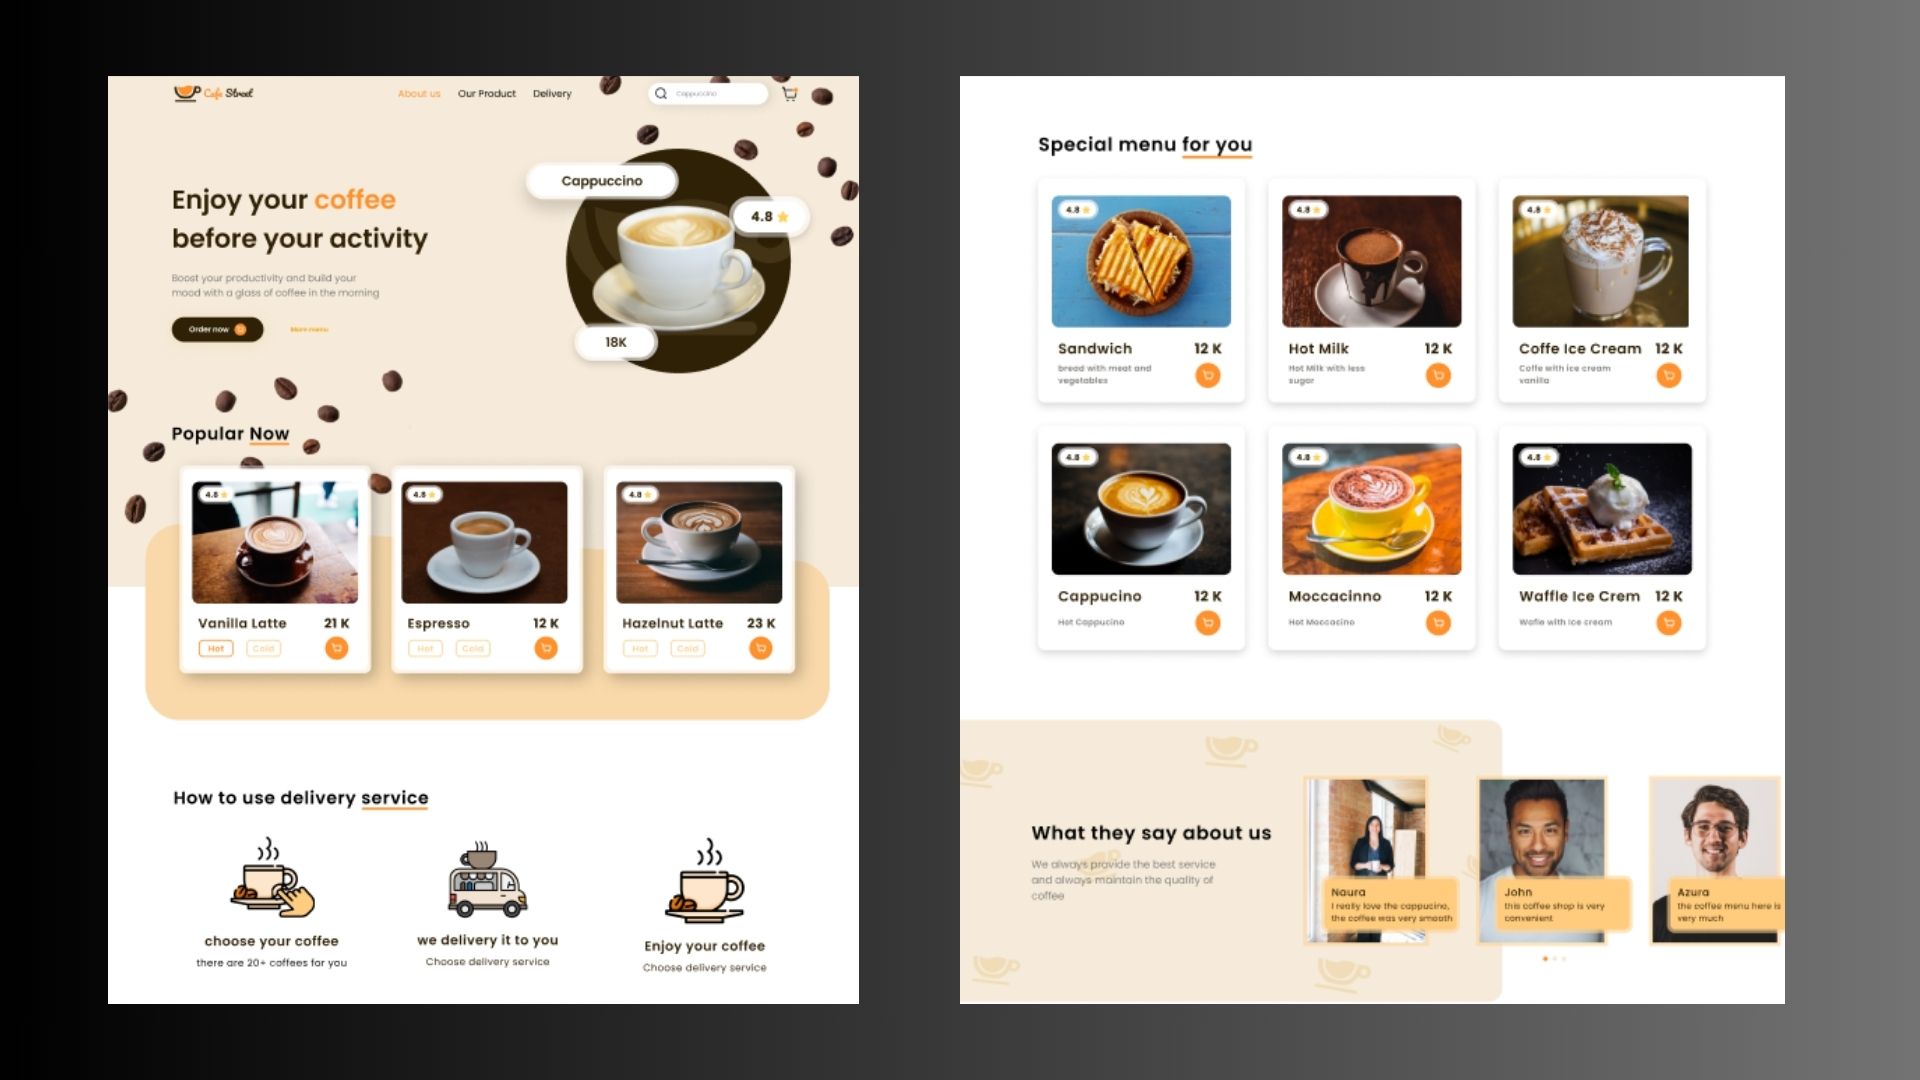 Cafe Street
About us
Our Product
Delivery
Cappuccino
Enjoy your coffee
before your activity
Boost your productivity and build your
mood with a glass of coffee in the morning
Order now
More menu
Cappuccino
4.8
18K
Popular Now
4.8
Vanilla Latte
21 K
Hot
Cold
4.8
Espresso
12 K
Hot
Cold
4.8
Hazelnut Latte
23 K
Hot
Cold
How to use delivery service
choose your coffee
there are 20+ coffees for you
we delivery it to you
Choose delivery service
Enjoy your coffee
Choose delivery service
Special menu for you
4.8
Sandwich
12 K
bread with meat and
vegetables
4.8
Hot Milk
12 K
Hot Milk with less
sugar
4.8
Coffe Ice Cream
12 K
Coffe with ice cream
vanilla
4.8
Cappucino
12 K
Hot Cappucino
4.8
Moccacinno
12 K
Hot Moccacino
4.8
Waffle Ice Crem
12 K
Wafle with Ice cream
What they say about us
We always provide the best service
and always maintain the quality of
coffee
Naura
I really love the cappucino,
the coffee was very smooth
John
this coffee shop is very
convenient
Azura
the coffee menu here is
very much